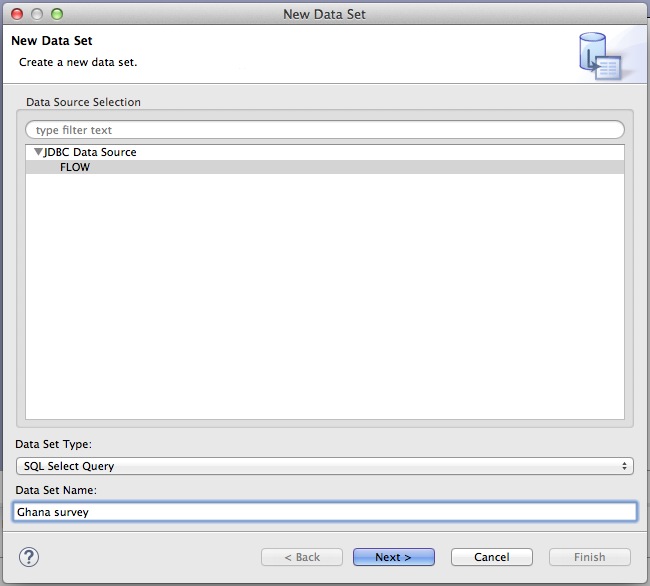 New Data Set
New Data Set
Create a new data set.
Data Source Selection
type filter text
JDBC Data Source
FLOW
Data Set Type:
SQL Select Query
Data Set Name:
Ghana survey
?
< Back
Next >
Cancel
Finish